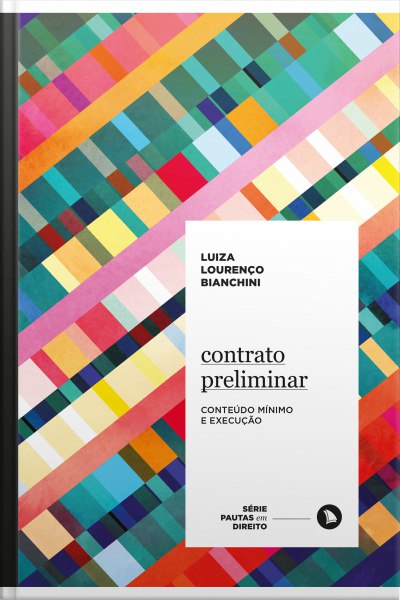 LUIZA
LOURENÇO
BIANCHINI
contrato
preliminar
CONTEÚDO MÍNIMO
E EXECUÇÃO
SÉRIE
PAUTAS em
DIREITO